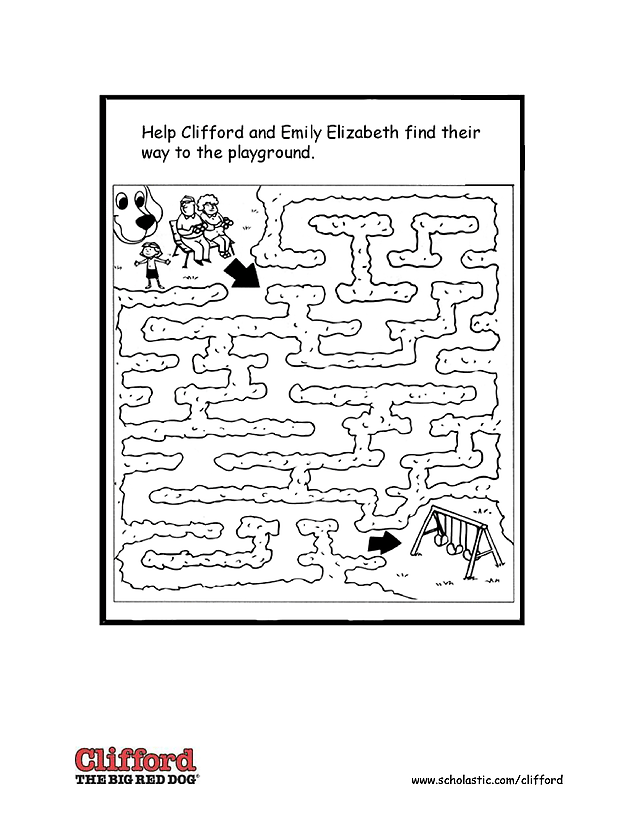 Help Clifford and Emily Elizabeth find their
way to the playground.
Clifford
THE BIG RED DOG®
www.scholastic.com/clifford